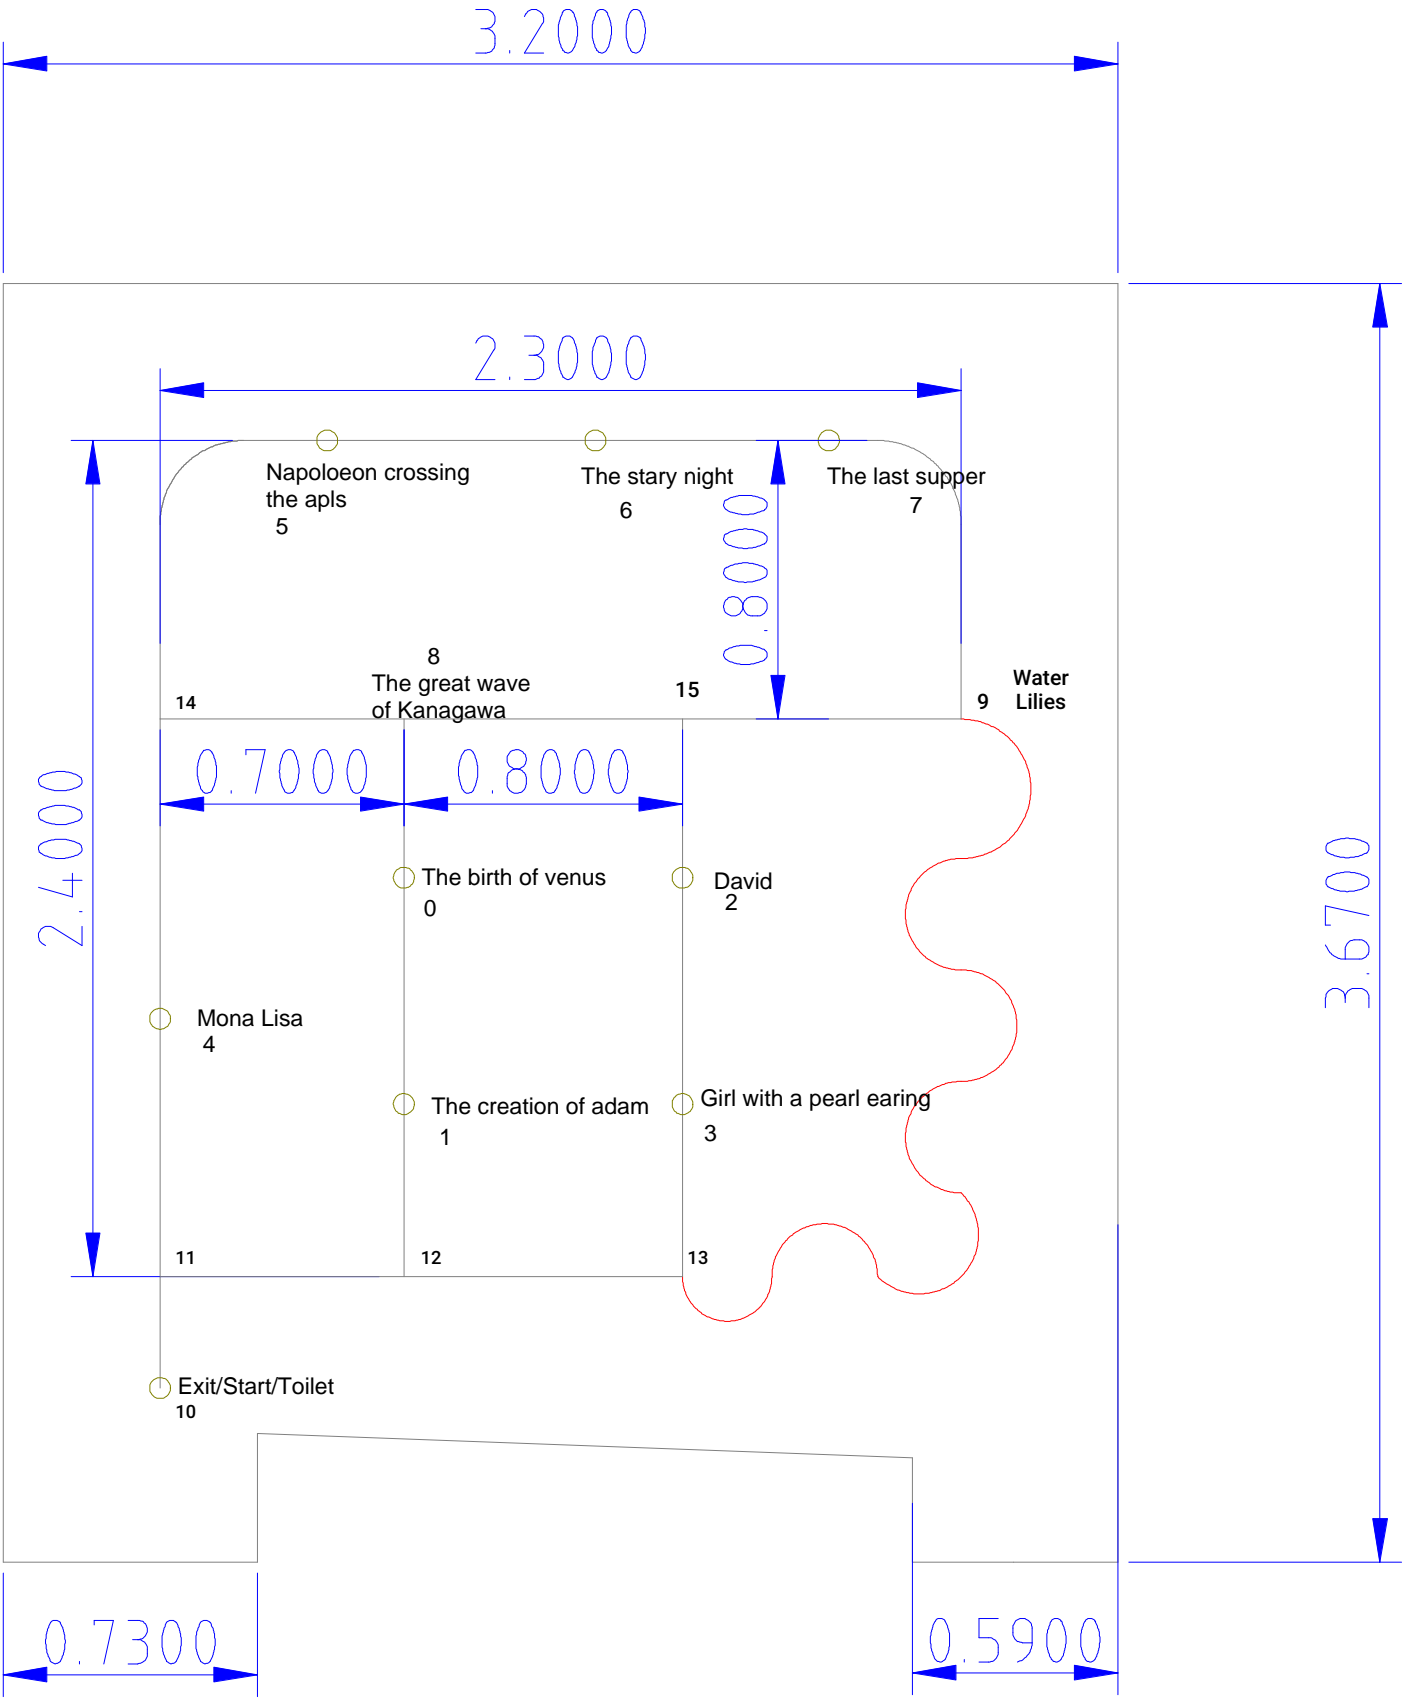 3.2000
2.3000
Napoloeon crossing
the apls
5
The stary night
6
The last supper
7
0.8000
8
The great wave
of Kanagawa
14
15
9
Water
Lilies
0.7000
0.8000
2.4000
The birth of venus
0
David
2
3.6700
Mona Lisa
4
The creation of adam
1
Girl with a pearl earing
3
11
12
13
Exit/Start/Toilet
10
0.7300
0.5900